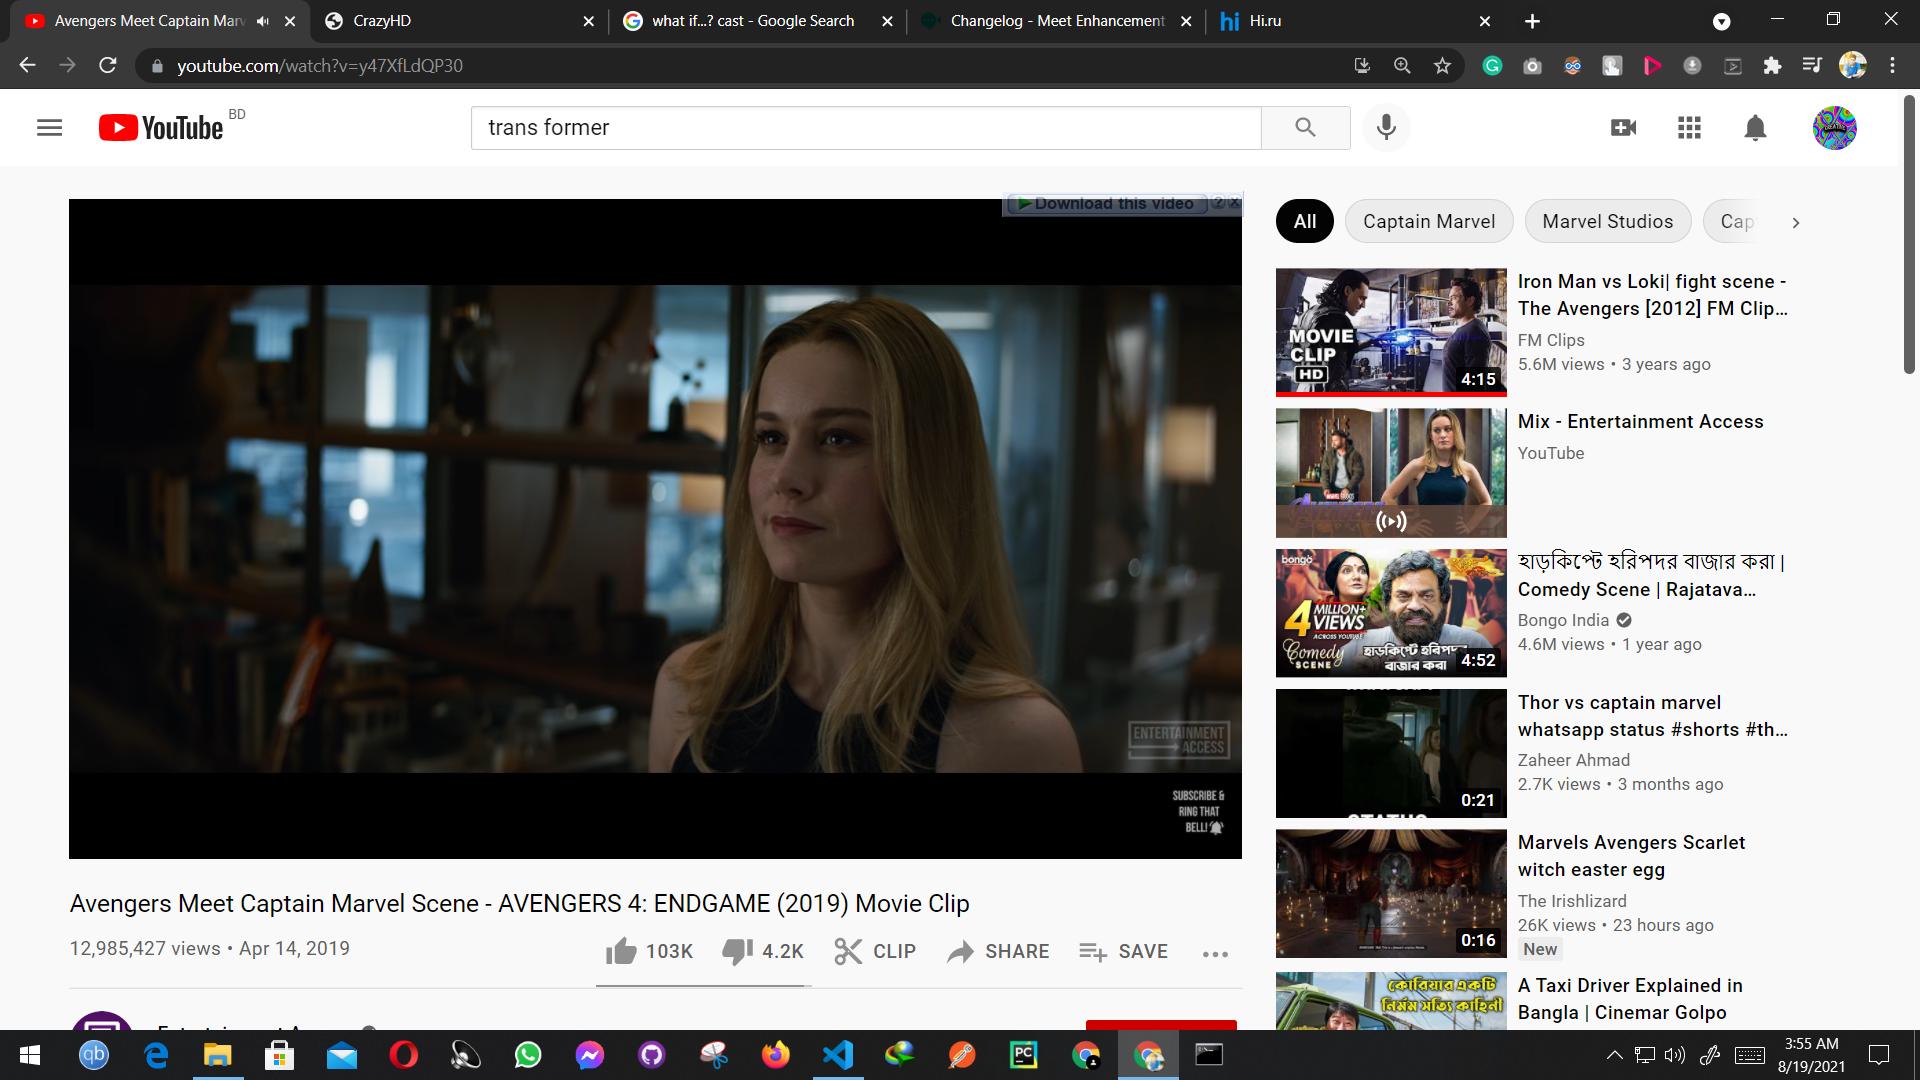 Avengers Meet Captain Marv
CrazyHD
what if...? cast - Google Search
Changelog - Meet Enhancement
hi Hi.ru
youtube.com/watch?v=y47XfLdQP30
YouTube BD
trans former
Download this video ? X
All
Captain Marvel
Marvel Studios
Cap
ENTERTAINMENT
ACCESS
SUBSCRIBE &
RING THAT
BELL!
Avengers Meet Captain Marvel Scene - AVENGERS 4: ENDGAME (2019) Movie Clip
12,985,427 views • Apr 14, 2019
103K
4.2K
CLIP
SHARE
SAVE
MOVIE
CLIP
HD
4:15
Iron Man vs Loki| fight scene -
The Avengers [2012] FM Clip...
FM Clips
5.6M views • 3 years ago
Mix - Entertainment Access
YouTube
bongo
4 MILLION+
VIEWS
ACROSS YOUTUBE
Comedy
SCENE
হাড়কিপ্টে হরিপদর
বাজার করা
4:52
হাড়কিপ্টে হরিপদর বাজার করা |
Comedy Scene | Rajatava...
Bongo India
4.6M views • 1 year ago
STATUS
0:21
Thor vs captain marvel
whatsapp status #shorts #th...
Zaheer Ahmad
2.7K views • 3 months ago
0:16
Marvels Avengers Scarlet
witch easter egg
The Irishlizard
26K views • 23 hours ago
New
কোরিয়ার একটি
নির্মম সত্যি কাহিনী
A Taxi Driver Explained in
Bangla | Cinemar Golpo
qb
PC
3:55 AM
8/19/2021